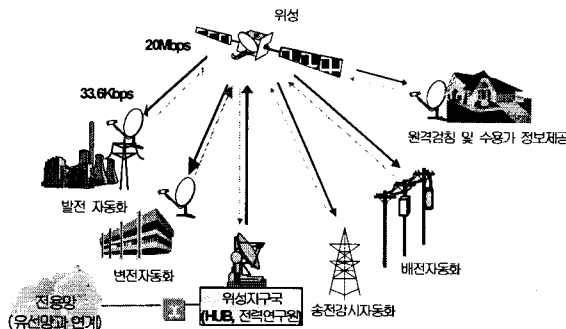 위성
20Mbps
33.6Kbps
원격검침 및 수용가 정보제공
발전 자동화
변전자동화
배전자동화
송전감시자동화
위성지구국
(HUB, 전력연구원)
전용망
(유선망과 연계)